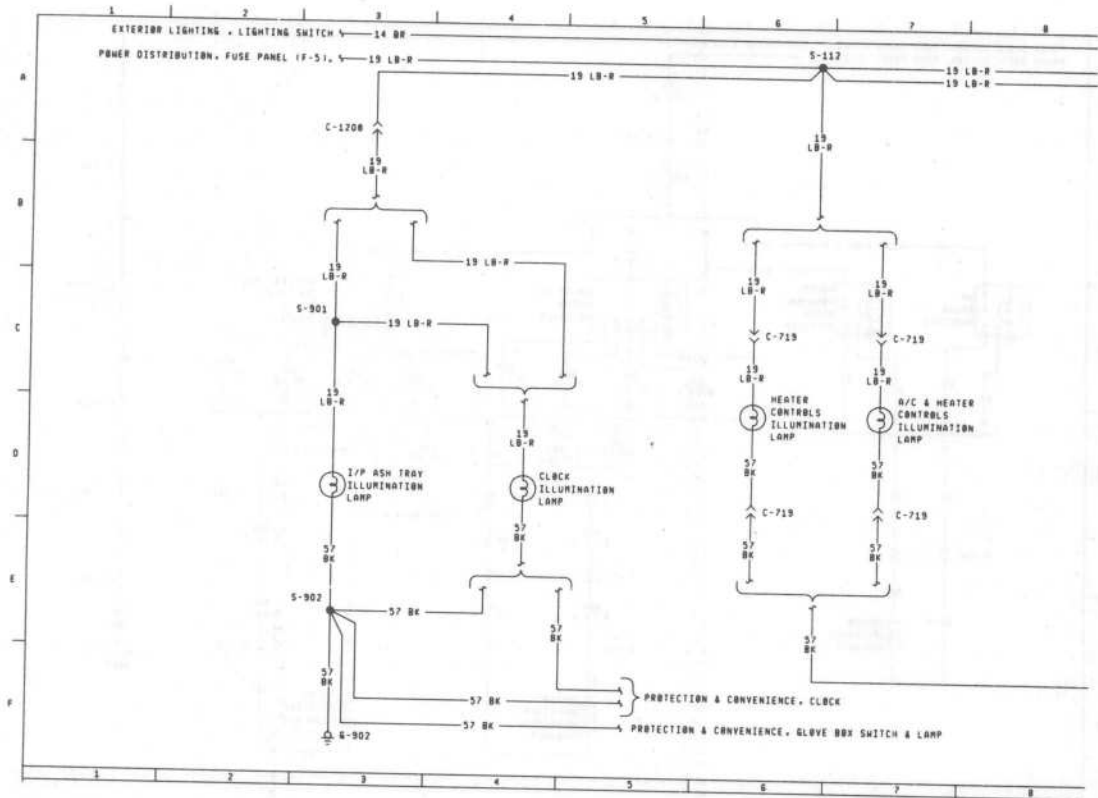 1 2 3 4 5 6 7 8
EXTERIOR LIGHTING , LIGHTING SWITCH 14 BR
POWER DISTRIBUTION, FUSE PANEL (F-5), 19 LB-R
S-112
A
19 LB-R
19 LB-R
19 LB-R
C-1208
19
LB-R
19
LB-R
B
19
LB-R
19 LB-R
19
LB-R
19
LB-R
S-901
19 LB-R
C
C-719
C-719
19
LB-R
19
LB-R
19
LB-R
HEATER
CONTROLS
ILLUMINATION
LAMP
A/C & HEATER
CONTROLS
ILLUMINATION
LAMP
19
LB-R
D
I/P ASH TRAY
ILLUMINATION
LAMP
CLOCK
ILLUMINATION
LAMP
57
BK
57
BK
C-719
C-719
57
BK
57
BK
57
BK
57
BK
E
S-902
57 BK
57
BK
57
BK
57
BK
F
57 BK
PROTECTION & CONVENIENCE, CLOCK
57 BK
PROTECTION & CONVENIENCE, GLOVE BOX SWITCH & LAMP
G-902
1 2 3 4 5 6 7 8